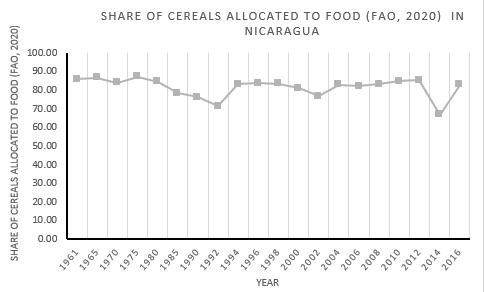 SHARE OF CEREALS ALLOCATED TO FOOD (FAO, 2020) IN
NICARAGUA
SHARE OF CEREALS ALLOCATED TO FOOD (FAO, 2020)
100.00
90.00
80.00
70.00
60.00
50.00
40.00
30.00
20.00
10.00
0.00
1961 1965 1970 1975 1980 1985 1990 1992 1994 1996 1998 2000 2002 2004 2006 2008 2010 2012 2014 2016
YEAR